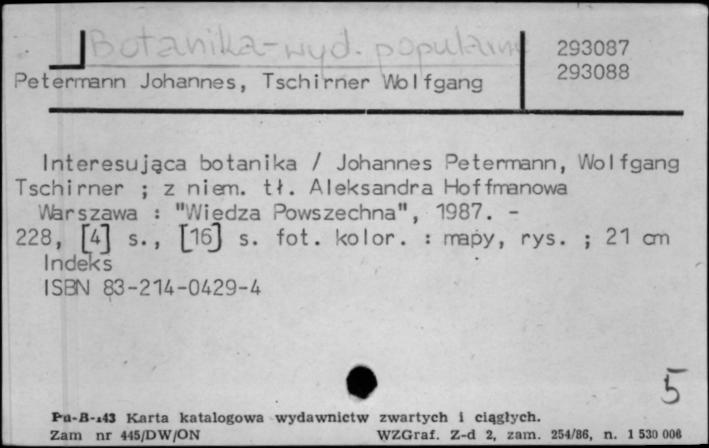 Botanika - wyd. popularne
293087
293088
Petermann Johannes, Tschirner Wolfgang
Interesująca botanika / Johannes Petermann, Wolfgang
Tschirner ; z niem. tł. Aleksandra Hoffmanowa
Warszawa : "Wiedza Powszechna", 1987. -
228, [4] s., [16] s. fot. kolor. : mapy, rys. ; 21 cm
Indeks
ISBN 83-214-0429-4
5
Pu-B-143 Karta katalogowa wydawnictw zwartych i ciągłych.
Zam nr 445/DW/ON WZGraf. Z-d 2, zam. 254/86, n. 1 530 006